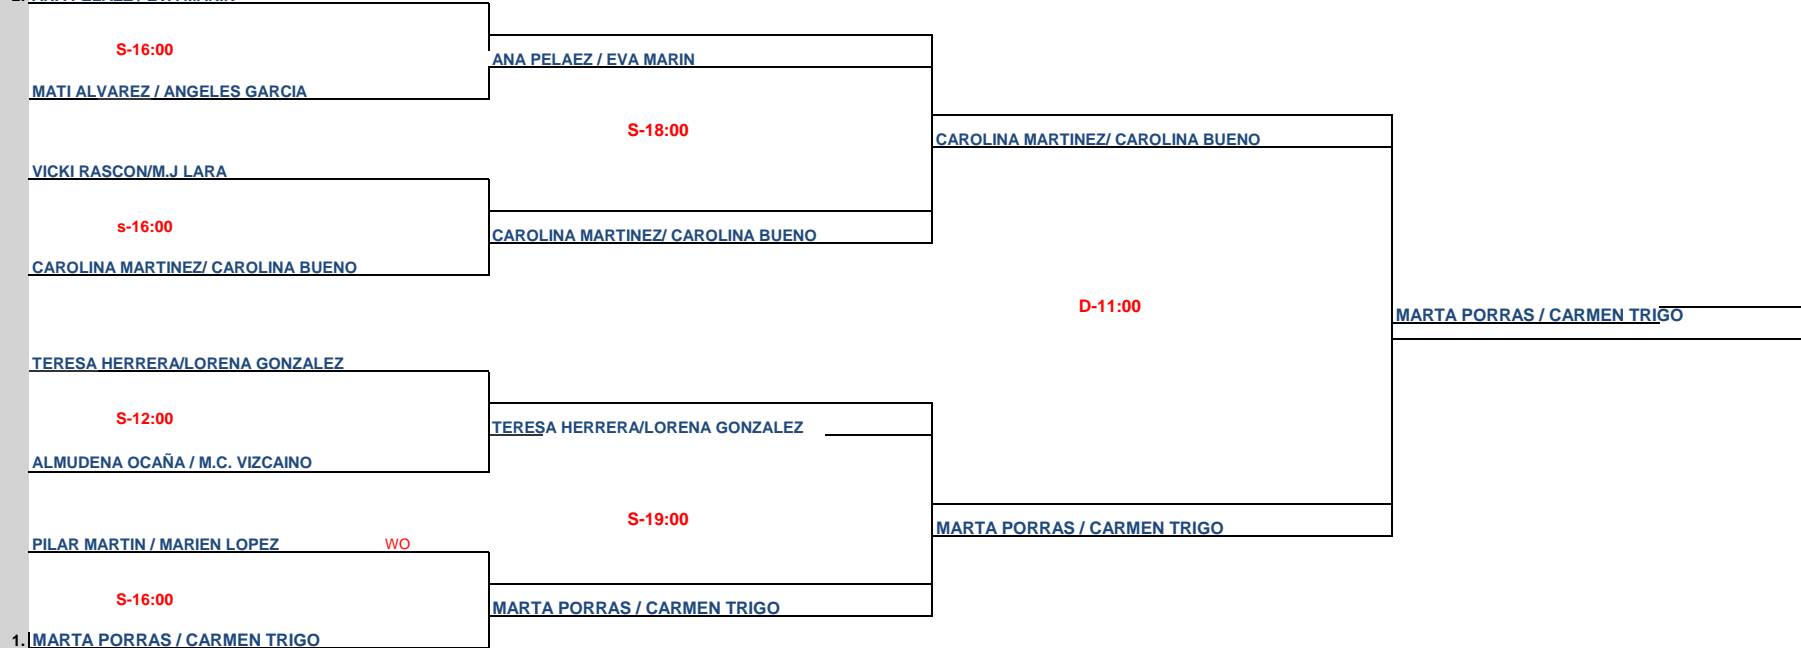 S-16:00
ANA PELAEZ / EVA MARIN
MATI ALVAREZ / ANGELES GARCIA
S-18:00
CAROLINA MARTINEZ/ CAROLINA BUENO
VICKI RASCON/M.J LARA
s-16:00
CAROLINA MARTINEZ/ CAROLINA BUENO
CAROLINA MARTINEZ/ CAROLINA BUENO
D-11:00
MARTA PORRAS / CARMEN TRIGO
TERESA HERRERA/LORENA GONZALEZ
S-12:00
TERESA HERRERA/LORENA GONZALEZ
ALMUDENA OCAÑA / M.C. VIZCAINO
S-19:00
MARTA PORRAS / CARMEN TRIGO
PILAR MARTIN / MARIEN LOPEZ WO
S-16:00
MARTA PORRAS / CARMEN TRIGO
1. MARTA PORRAS / CARMEN TRIGO